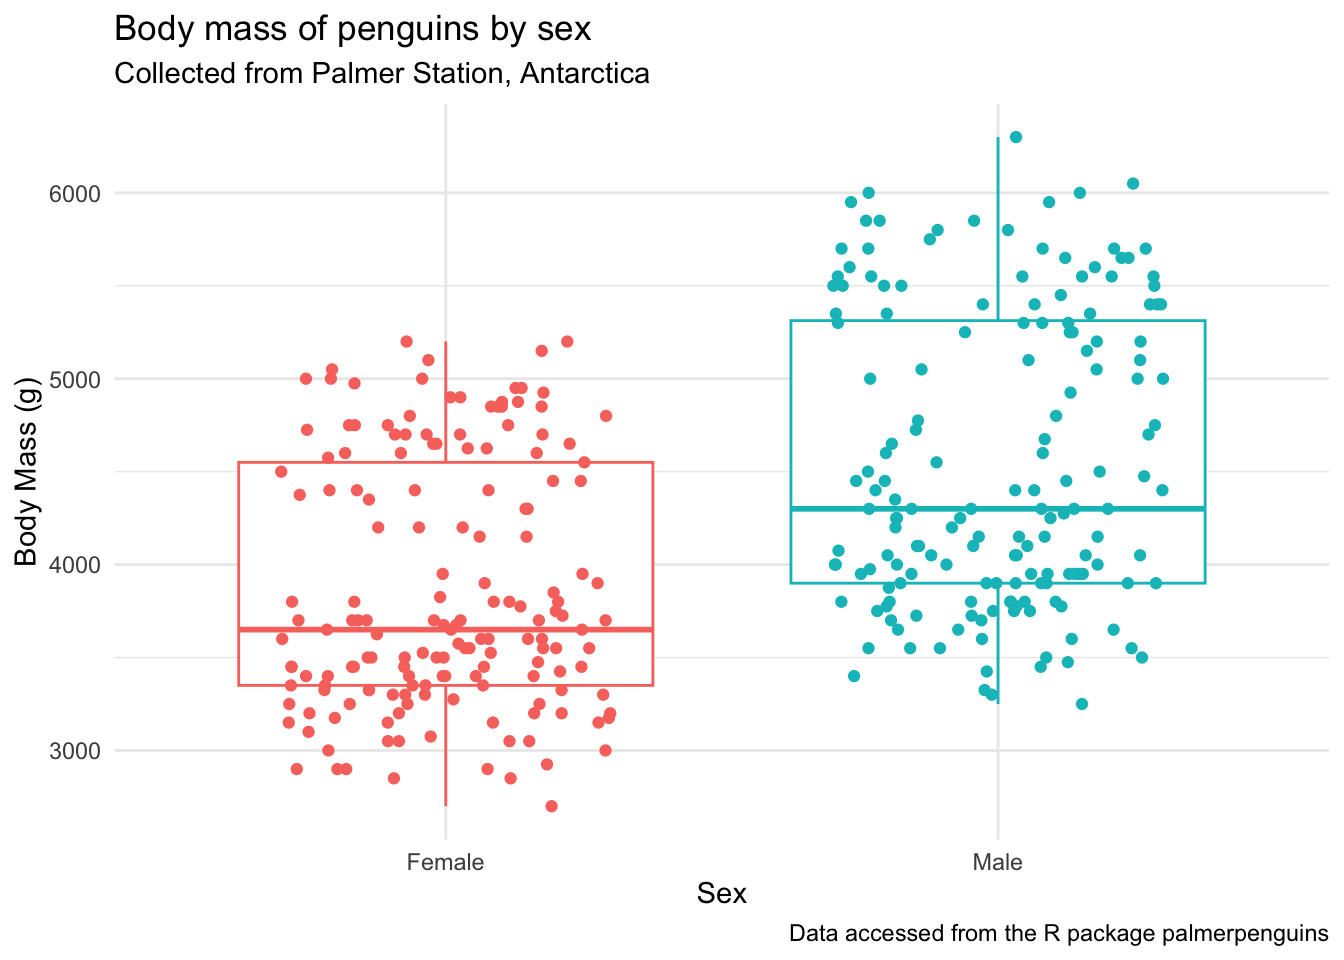 Body mass of penguins by sex
Collected from Palmer Station, Antarctica
6000
5000
4000
3000
Body Mass (g)
Female
Male
Sex
Data accessed from the R package palmerpenguins